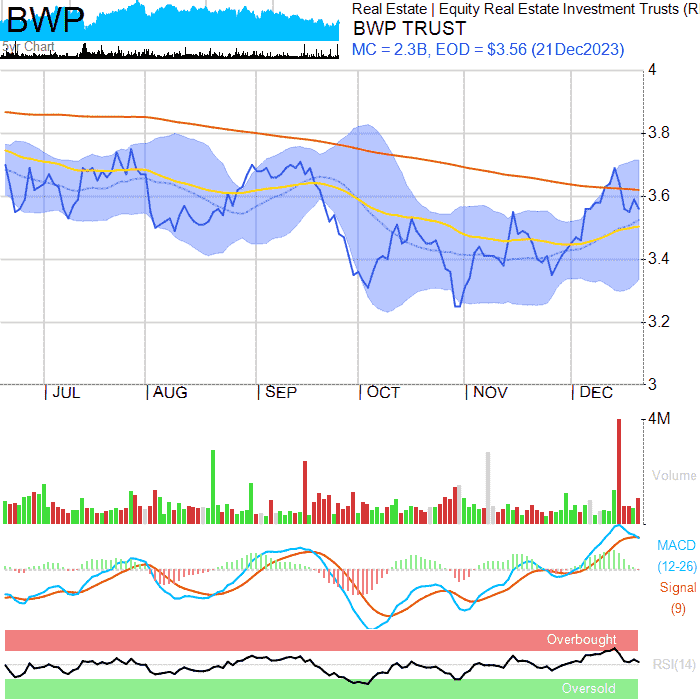 BWP
5yr Chart
Real Estate | Equity Real Estate Investment Trusts (R
BWP TRUST
MC = 2.3B, EOD = $3.56 (21Dec2023)
4
3.8
3.6
3.4
3.2
3
JUL AUG SEP OCT NOV DEC
4M
Volume
MACD
(12-26)
Signal
(9)
Overbought
RSI(14)
Oversold